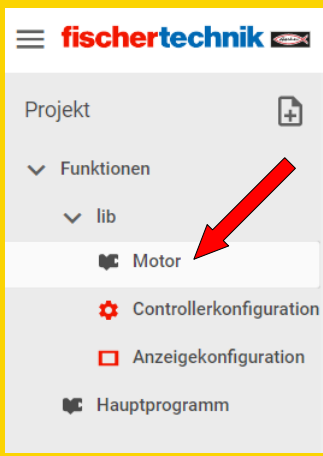 fischertechnik
Projekt
Funktionen
lib
Motor
Controllerkonfiguration
Anzeigekonfiguration
Hauptprogramm